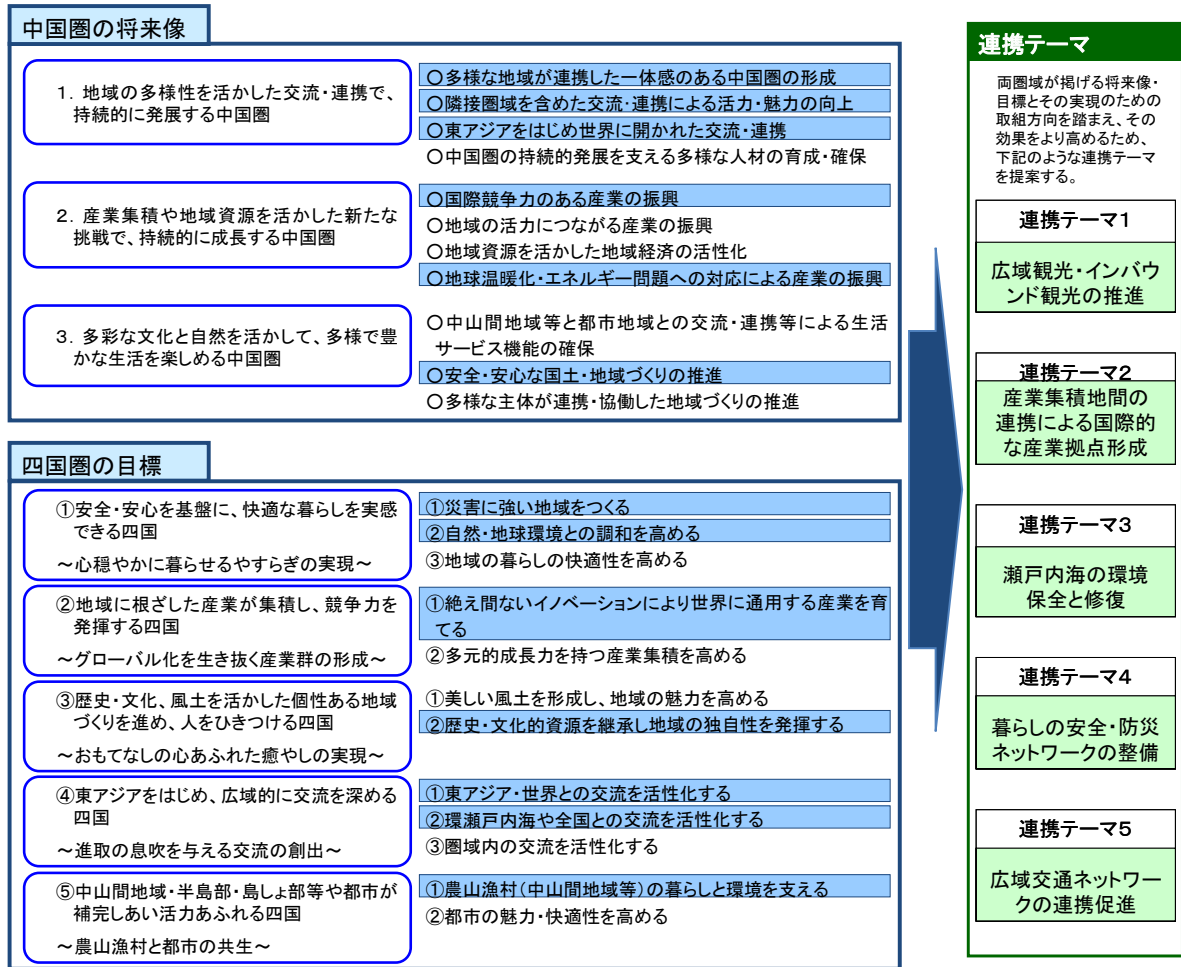 中国圏の将来像
1．地域の多様性を活かした交流・連携で、
持続的に発展する中国圏
○多様な地域が連携した一体感のある中国圏の形成
○隣接圏域を含めた交流・連携による活力・魅力の向上
○東アジアをはじめ世界に開かれた交流・連携
○中国圏の持続的発展を支える多様な人材の育成・確保
2．産業集積や地域資源を活かした新たな
挑戦で、持続的に成長する中国圏
○国際競争力のある産業の振興
○地域の活力につながる産業の振興
○地域資源を活かした地域経済の活性化
○地球温暖化・エネルギー問題への対応による産業の振興
3．多彩な文化と自然を活かして、多様で豊
かな生活を楽しめる中国圏
○中山間地域等と都市地域との交流・連携等による生活
サービス機能の確保
○安全・安心な国土・地域づくりの推進
○多様な主体が連携・協働した地域づくりの推進
四国圏の目標
①安全・安心を基盤に、快適な暮らしを実感
できる四国
～心穏やかに暮らせるやすらぎの実現～
①災害に強い地域をつくる
②自然・地球環境との調和を高める
③地域の暮らしの快適性を高める
②地域に根ざした産業が集積し、競争力を
発揮する四国
～グローバル化を生き抜く産業群の形成～
①絶え間ないイノベーションにより世界に通用する産業を育
てる
②多元的成長力を持つ産業集積を高める
③歴史・文化、風土を活かした個性ある地域
づくりを進め、人をひきつける四国
～おもてなしの心あふれた癒やしの実現～
①美しい風土を形成し、地域の魅力を高める
②歴史・文化的資源を継承し地域の独自性を発揮する
④東アジアをはじめ、広域的に交流を深める
四国
～進取の息吹を与える交流の創出～
①東アジア・世界との交流を活性化する
②環瀬戸内海や全国との交流を活性化する
③圏域内の交流を活性化する
⑤中山間地域・半島部・島しょ部等や都市が
補完しあい活力あふれる四国
～農山漁村と都市の共生～
①農山漁村(中山間地域等)の暮らしと環境を支える
②都市の魅力・快適性を高める
連携テーマ
両圏域が掲げる将来像・
目標とその実現のための
取組方向を踏まえ、その
効果をより高めるため、
下記のような連携テーマ
を提案する。
連携テーマ1
広域観光・インバウ
ンド観光の推進
連携テーマ2
産業集積地間の
連携による国際的
な産業拠点形成
連携テーマ3
瀬戸内海の環境
保全と修復
連携テーマ4
暮らしの安全・防災
ネットワークの整備
連携テーマ5
広域交通ネットワー
クの連携促進